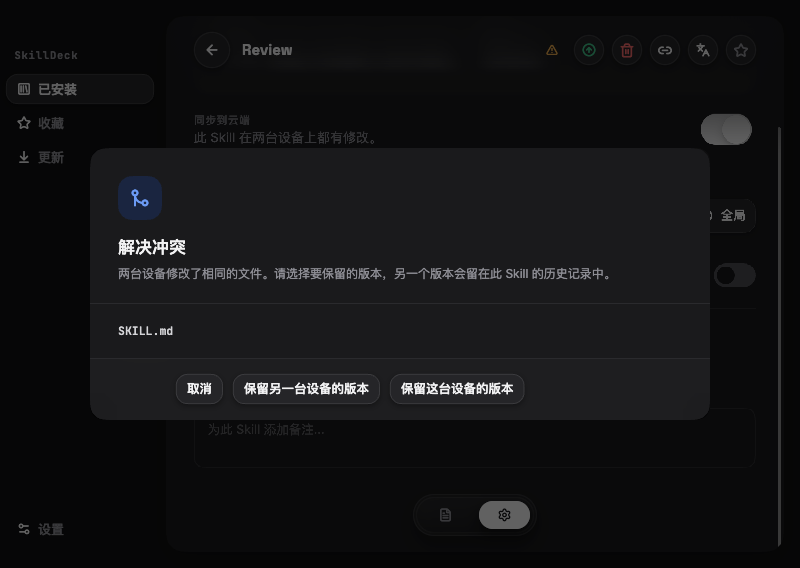 SkillDeck
Review
已安装
收藏
更新
同步到云端
此 Skill 在两台设备上都有修改。
全局
解决冲突
两台设备修改了相同的文件。请选择要保留的版本，另一个版本会留在此 Skill 的历史记录中。
SKILL.md
取消
保留另一台设备的版本
保留这台设备的版本
为此 Skill 添加备注...
设置